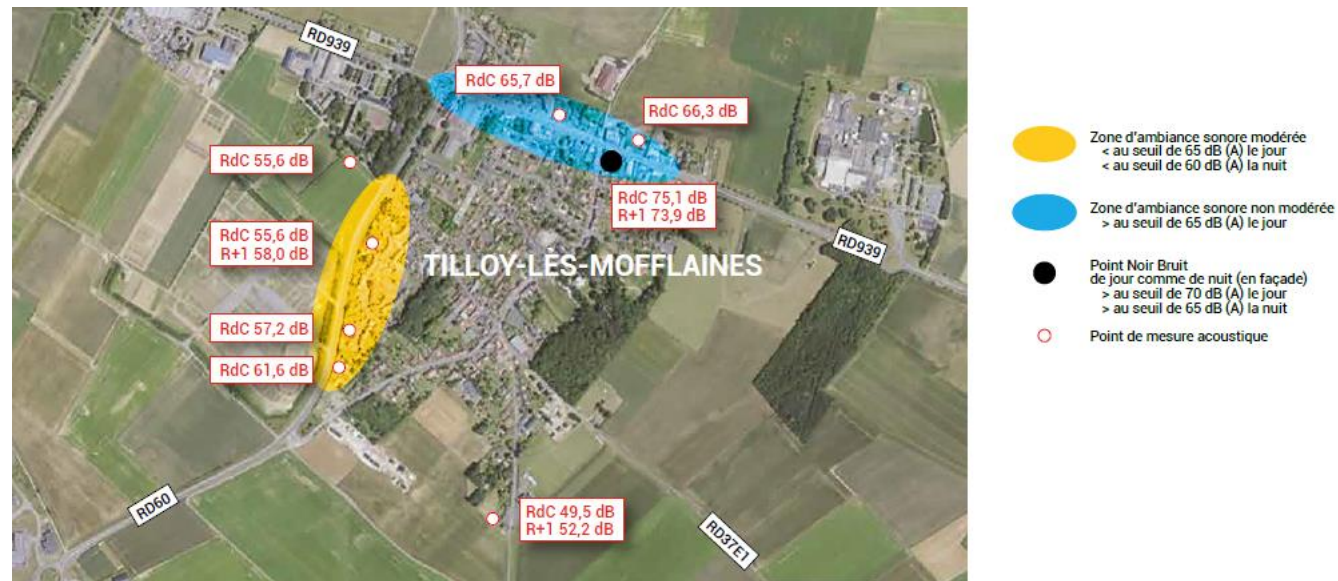 RD939
RdC 65,7 dB
RdC 66,3 dB
RdC 55,6 dB
RdC 75,1 dB
R+1 73,9 dB
RdC 55,6 dB
R+1 58,0 dB
RD939
TILLOY-LÈS-MOFFLAINES
RdC 57,2 dB
RdC 61,6 dB
RD60
RdC 49,5 dB
R+1 52,2 dB
RD37E1
Zone d'ambiance sonore modérée
< au seuil de 65 dB (A) le jour
< au seuil de 60 dB (A) la nuit
Zone d'ambiance sonore non modérée
> au seuil de 65 dB (A) le jour
Point Noir Bruit
de jour comme de nuit (en façade)
> au seuil de 70 dB (A) le jour
> au seuil de 65 dB (A) la nuit
Point de mesure acoustique